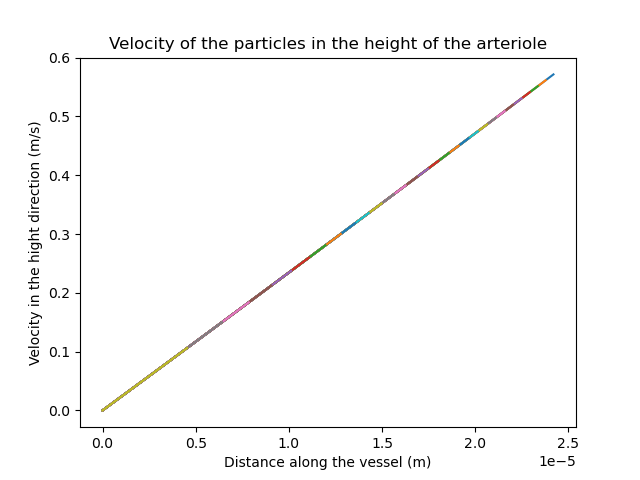 Velocity of the particles in the height of the arteriole
Velocity in the hight direction (m/s)
0.6
0.5
0.4
0.3
0.2
0.1
0.0
0.0 0.5 1.0 1.5 2.0 2.5
1e−5
Distance along the vessel (m)